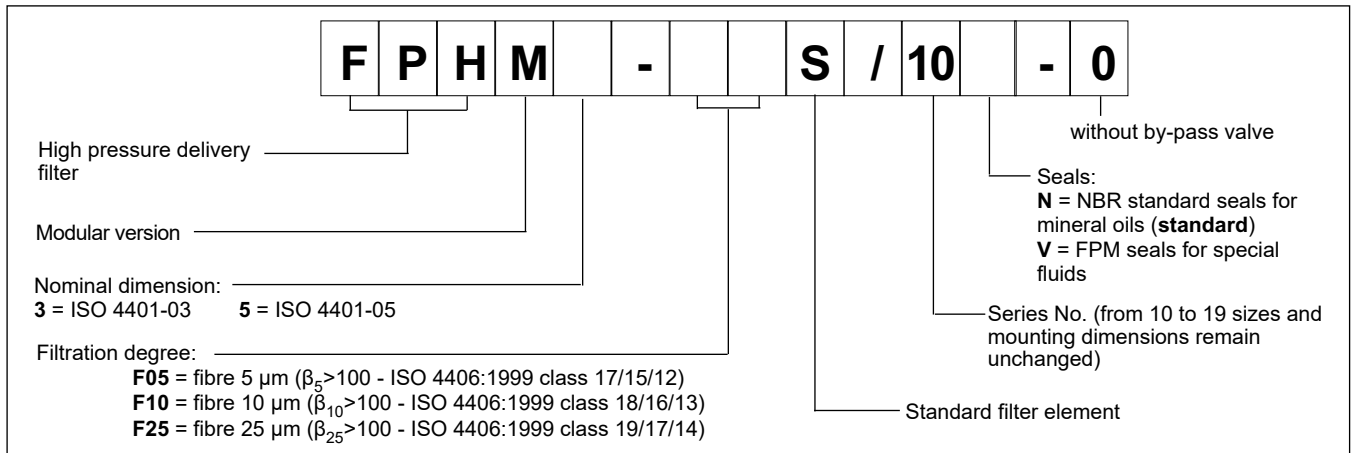 F P H M - S / 10 - 0
High pressure delivery
filter
Modular version
Nominal dimension:
3 = ISO 4401-03 5 = ISO 4401-05
Filtration degree:
F05 = fibre 5 µm (β5>100 - ISO 4406:1999 class 17/15/12)
F10 = fibre 10 µm (β10>100 - ISO 4406:1999 class 18/16/13)
F25 = fibre 25 µm (β25>100 - ISO 4406:1999 class 19/17/14)
without by-pass valve
Seals:
N = NBR standard seals for
mineral oils (standard)
V = FPM seals for special
fluids
Series No. (from 10 to 19 sizes and
mounting dimensions remain
unchanged)
Standard filter element